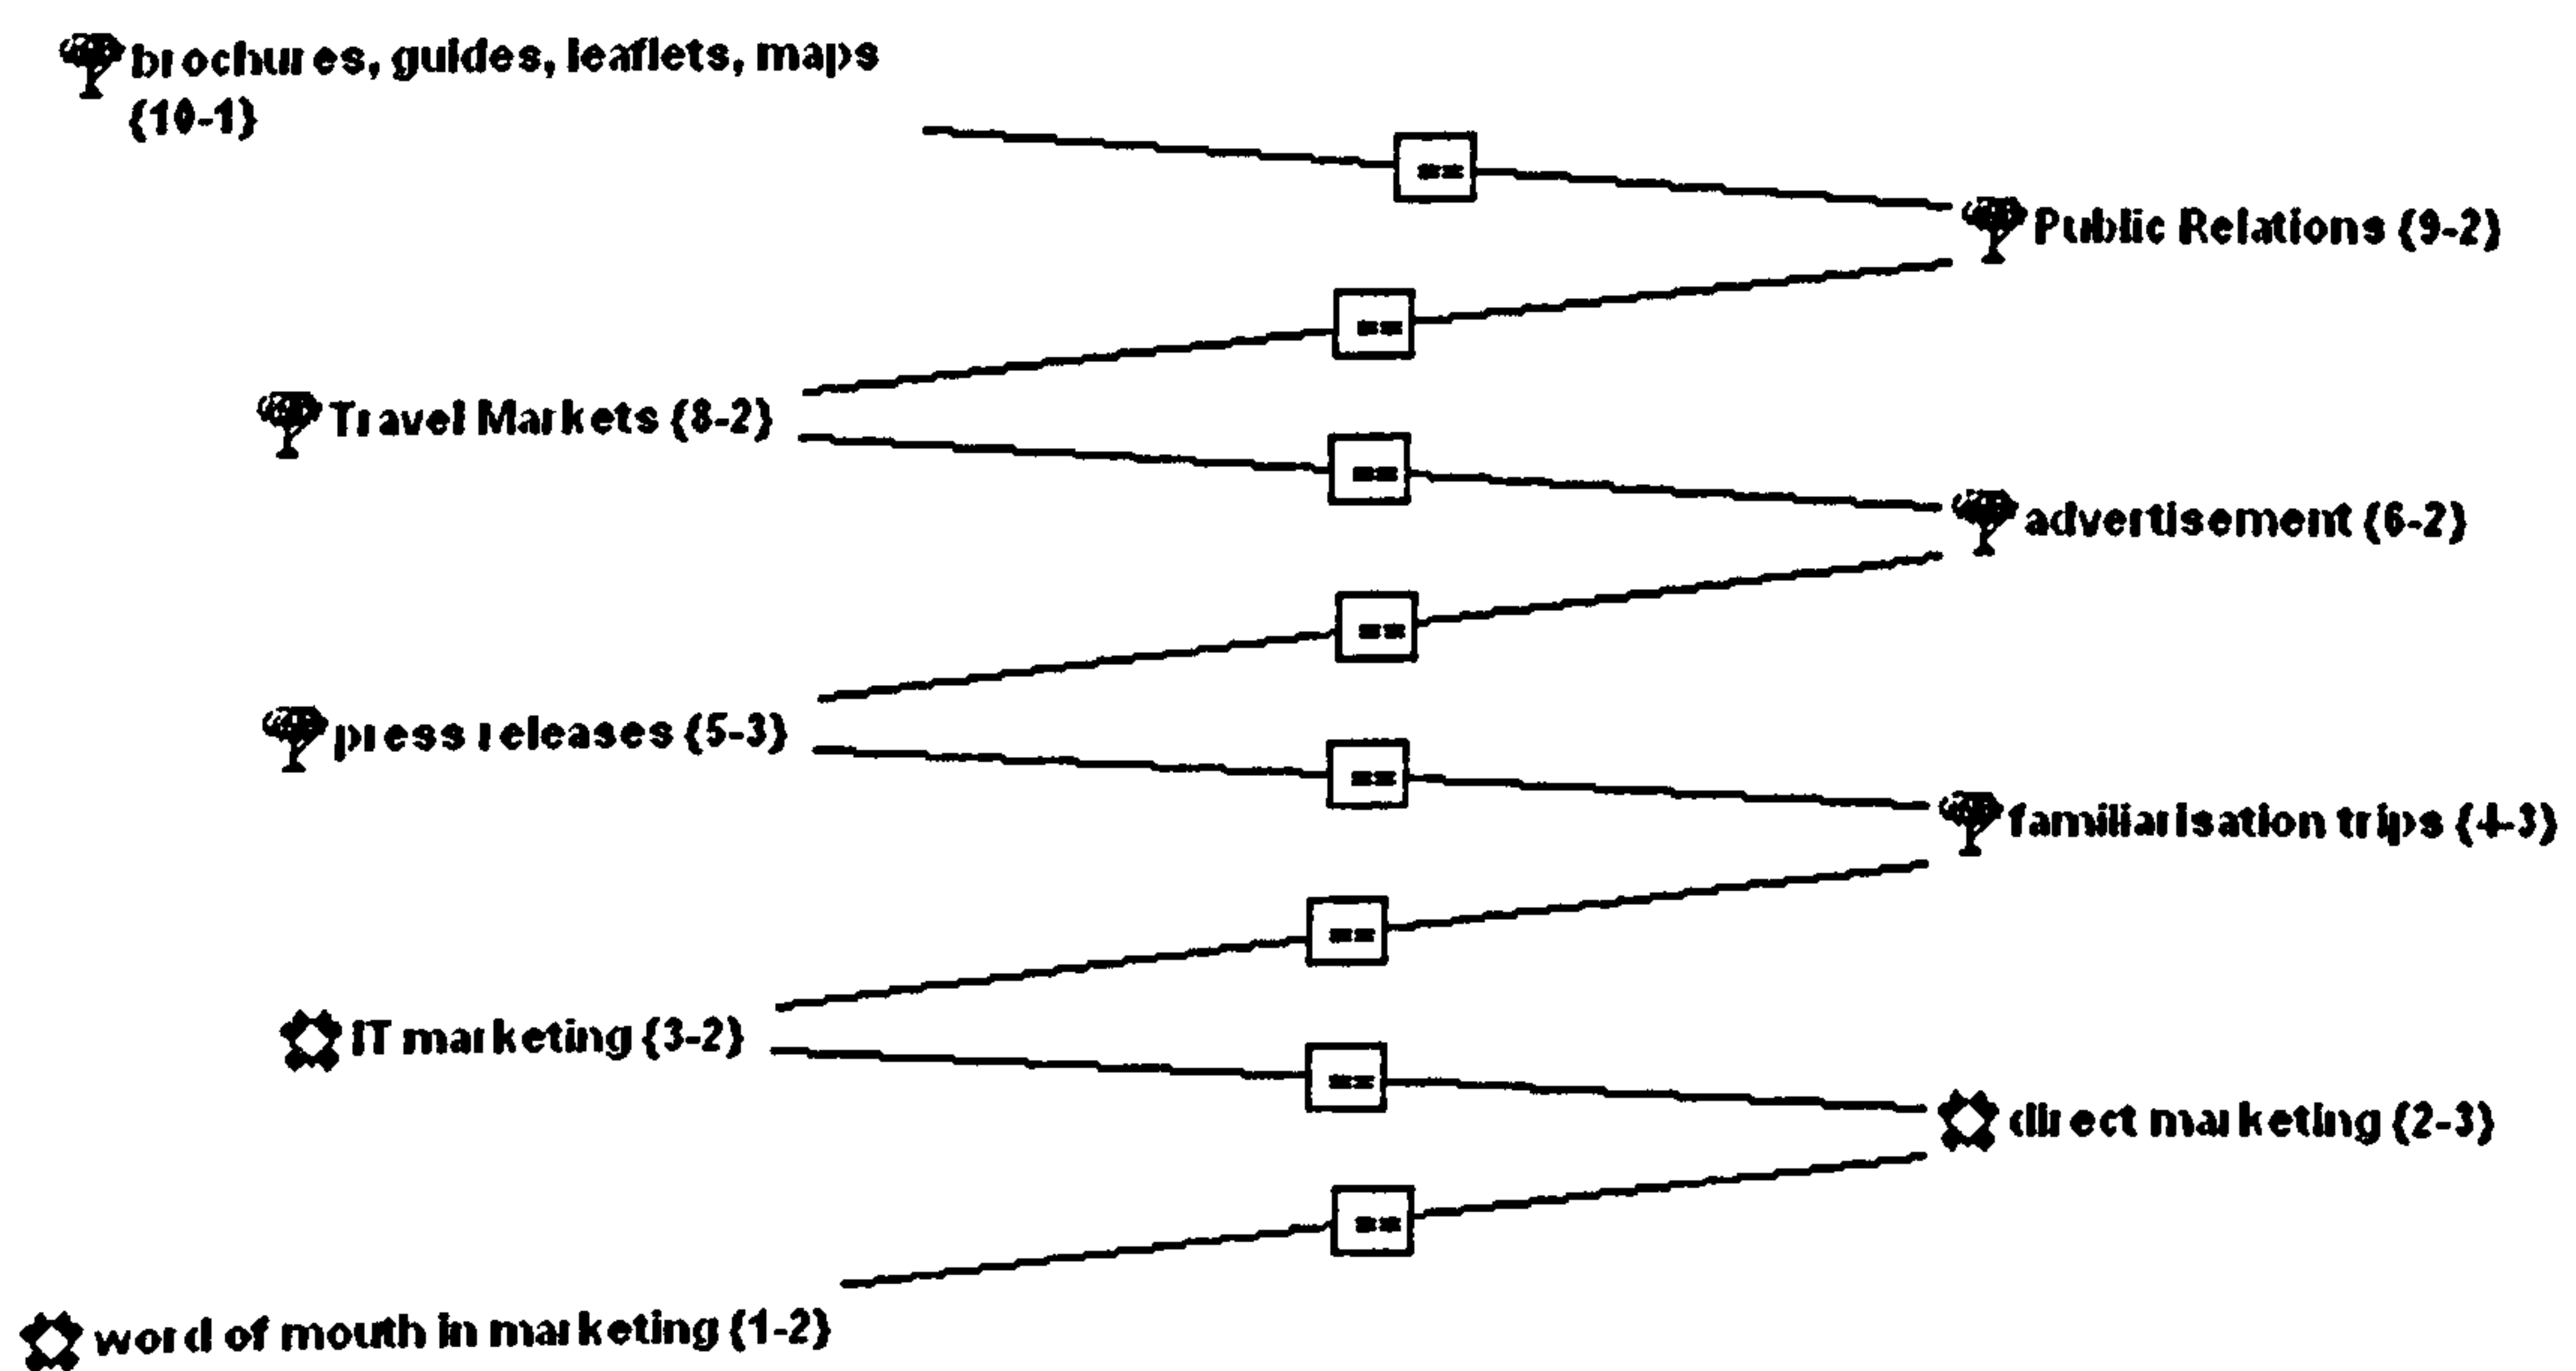 brochures, guides, leaflets, maps
{10-1}
==
Public Relations {9-2}
==
Travel Markets {8-2}
==
advertisement {6-2}
==
press releases {5-3}
==
familiarisation trips {4-3}
==
IT marketing {3-2}
==
direct marketing {2-3}
==
word of mouth in marketing {1-2}